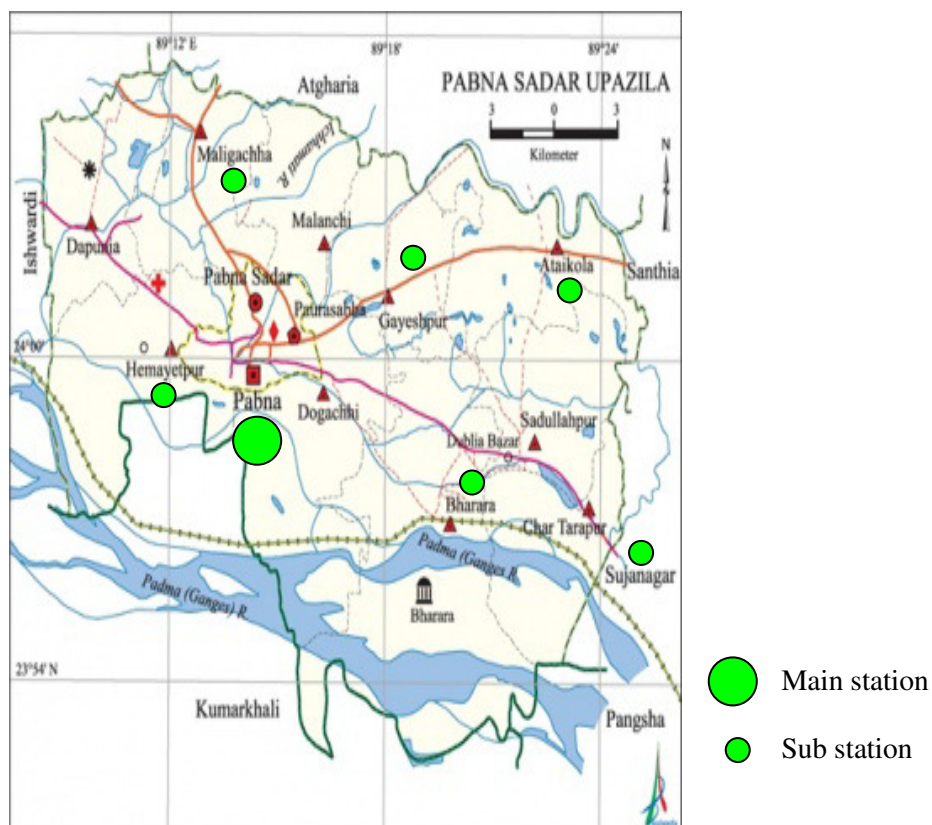 89°12' E
89°18'
89°24'
Atgharia
PABNA SADAR UPAZILA
3 0 3
Kilometer
N
Ichhamati R.
Maligachha
Malanchi
Ishwardi
Dapunia
Pabna Sadar
Ataikola
Santhia
Paurasabha
Gayeshpur
24°00'
Hemayetpur
Pabna
Dogachhi
Sadullahpur
Dublia Bazar
Bharara
Char Tarapur
Padma (Ganges R.
Sujanagar
Padma (Ganges) R.
Bharara
23°54' N
Main station
Kumarkhali
Pangsha
Sub station